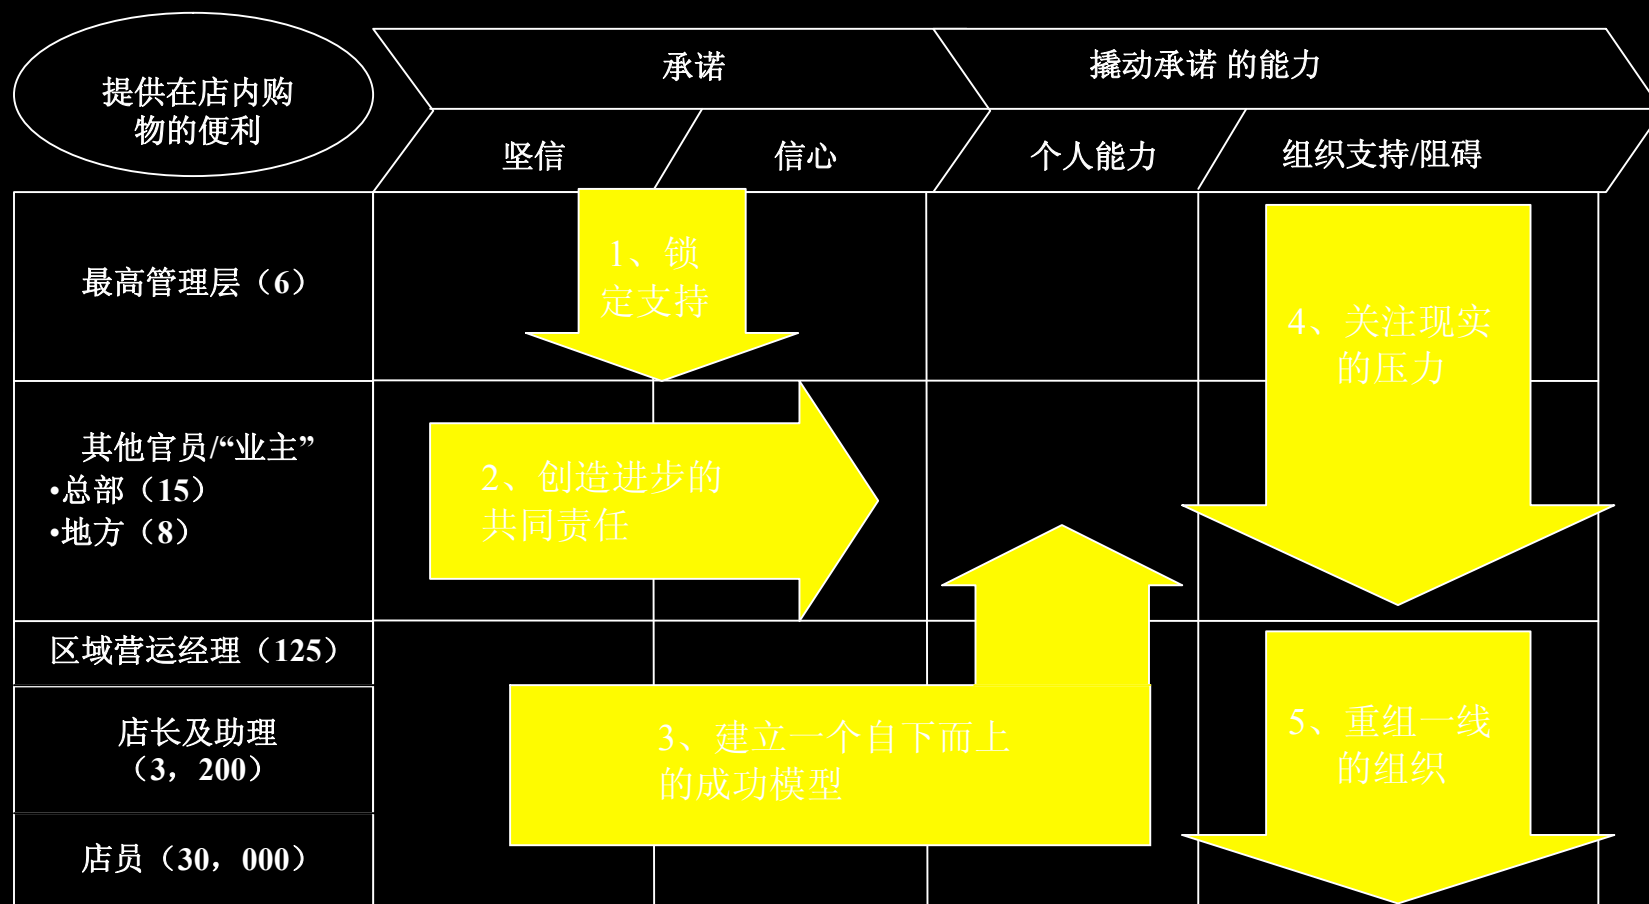 提供在店内购
物的便利
承诺
撬动承诺 的能力
坚信
信心
个人能力
组织支持/阻碍
最高管理层（6）
1、锁
定支持
4、关注现实
的压力
其他官员/“业主”
•总部（15）
•地方（8）
2、创造进步的
共同责任
区域营运经理（125）
店长及助理
（3，200）
3、建立一个自下而上
的成功模型
5、重组一线
的组织
店员（30，000）